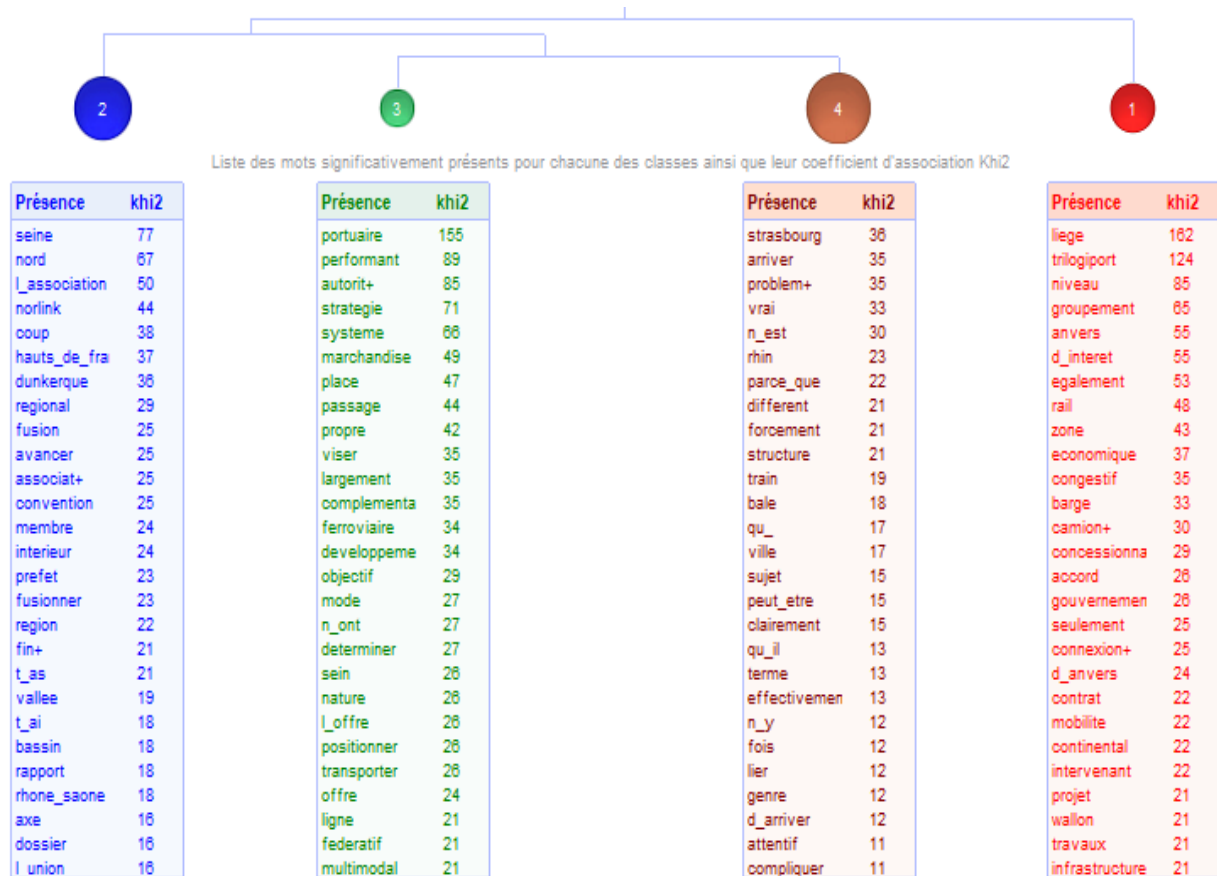 2
3
4
1
Liste des mots significativement présents pour chacune des classes ainsi que leur coefficient d'association Khi2
Présence khi2
seine 77
nord 67
l_association 50
norlink 44
coup 38
hauts_de_fra 37
dunkerque 36
regional 29
fusion 25
avancer 25
associat+ 25
convention 25
membre 24
interieur 24
prefet 23
fusionner 23
region 22
fin+ 21
t_as 21
vallee 19
t_ai 18
bassin 18
rapport 18
rhone_saone 18
axe 16
dossier 16
l_union 16
Présence khi2
portuaire 155
performant 89
autorit+ 85
strategie 71
systeme 66
marchandise 49
place 47
passage 44
propre 42
viser 35
largement 35
complementa 35
ferroviaire 34
developpeme 34
objectif 29
mode 27
n_ont 27
determiner 27
sein 26
nature 26
l_offre 26
positionner 26
transporter 26
offre 24
ligne 21
federatif 21
multimodal 21
Présence khi2
strasbourg 36
arriver 35
problem+ 35
vrai 33
n_est 30
rhin 23
parce_que 22
different 21
forcement 21
structure 21
train 19
bale 18
qu_ 17
ville 17
sujet 15
peut_etre 15
clairement 15
qu_il 13
terme 13
effectivemen 13
n_y 12
fois 12
lier 12
genre 12
d_arriver 12
attentif 11
compliquer 11
Présence khi2
liege 162
trilogiport 124
niveau 85
groupement 65
anvers 55
d_interet 55
egalement 53
rail 48
zone 43
economique 37
congestif 35
barge 33
camion+ 30
concessionna 29
accord 26
gouvernemen 26
seulement 25
connexion+ 25
d_anvers 24
contrat 22
mobilite 22
continental 22
intervenant 22
projet 21
wallon 21
travaux 21
infrastructure 21